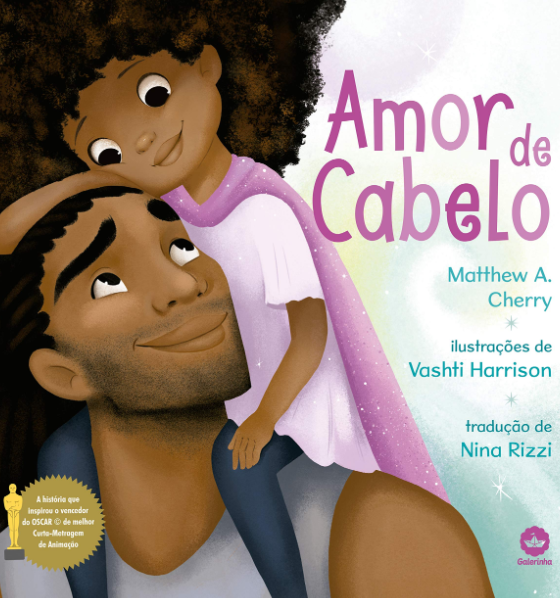 Amor de
Cabelo
Matthew A.
Cherry
ilustrações de
Vashti Harrison
tradução de
Nina Rizzi
A história que
inspirou o vencedor
do OSCAR © de melhor
Curta-Metragem
de Animação
Galerinha